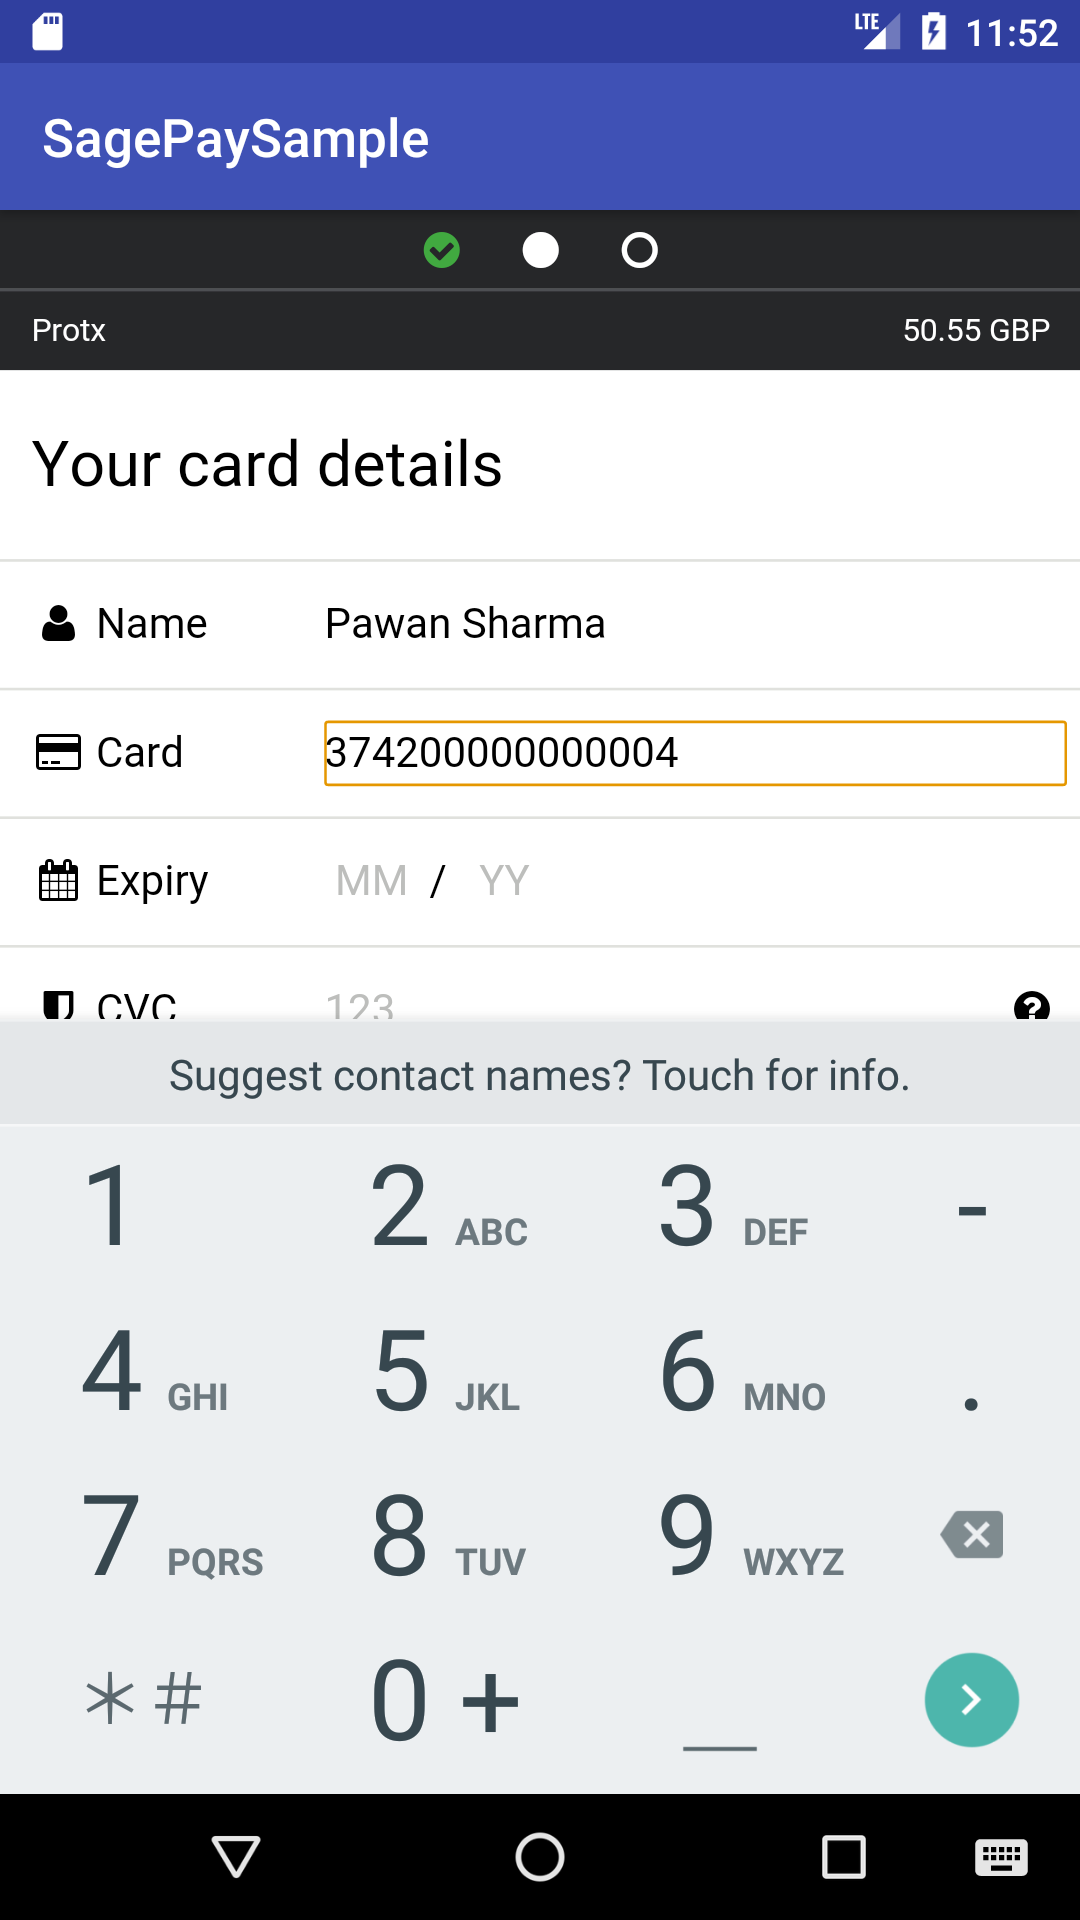 LTE 11:52
SagePaySample
Protx 50.55 GBP
Your card details
Name Pawan Sharma
Card 374200000000004
Expiry MM / YY
CVC 123 ?
Suggest contact names? Touch for info.
1 2 ABC 3 DEF -
4 GHI 5 JKL 6 MNO .
7 PQRS 8 TUV 9 WXYZ
*# 0 + _